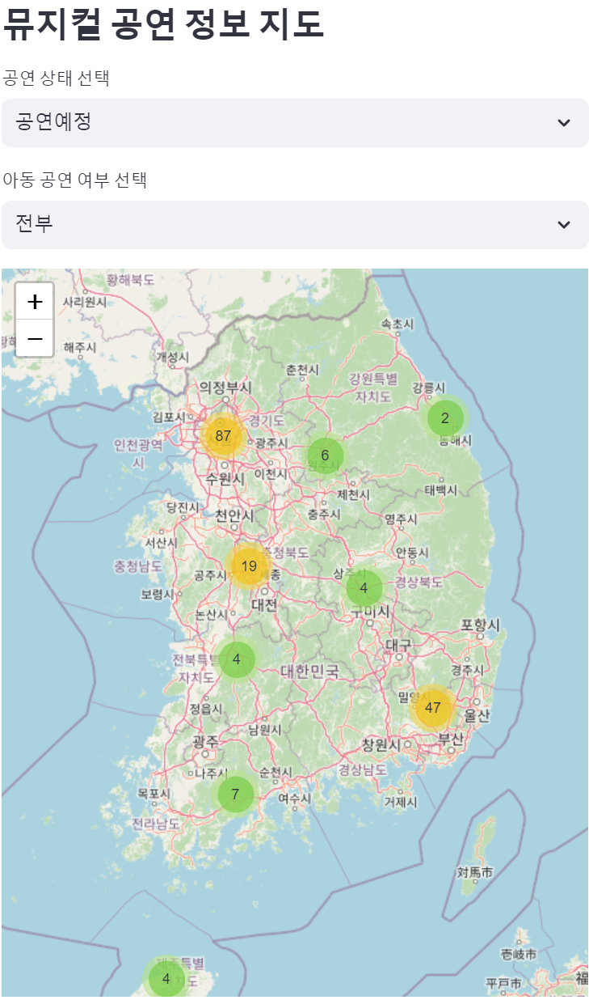 뮤지컬 공연 정보 지도
공연 상태 선택
공연예정
아동 공연 여부 선택
전부
+
−
황해북도
사리원시
해주시
개성시
속초시
춘천시
강원특별
자치도
강릉시
의정부시
김포시
경기도
2
87
광주시
동해시
인천광역
시
6
원주시
수원시
이천시
제천시
태백시
당진시
천안시
충주시
영주시
서산시
충청북도
안동시
충청남도
19
공주시
세종
상주시
경상북도
보령시
4
대전
논산시
구미시
포항시
대구
전북특별
자치도
4
대한민국
경주시
밀양시
정읍시
47
울산
남원시
광주
창원시
부산
나주시
순천시
경상남도
목포시
7
여수시
거제시
전라남도
対馬市
壱岐市
제주특별
자치도
4
平戸市
福